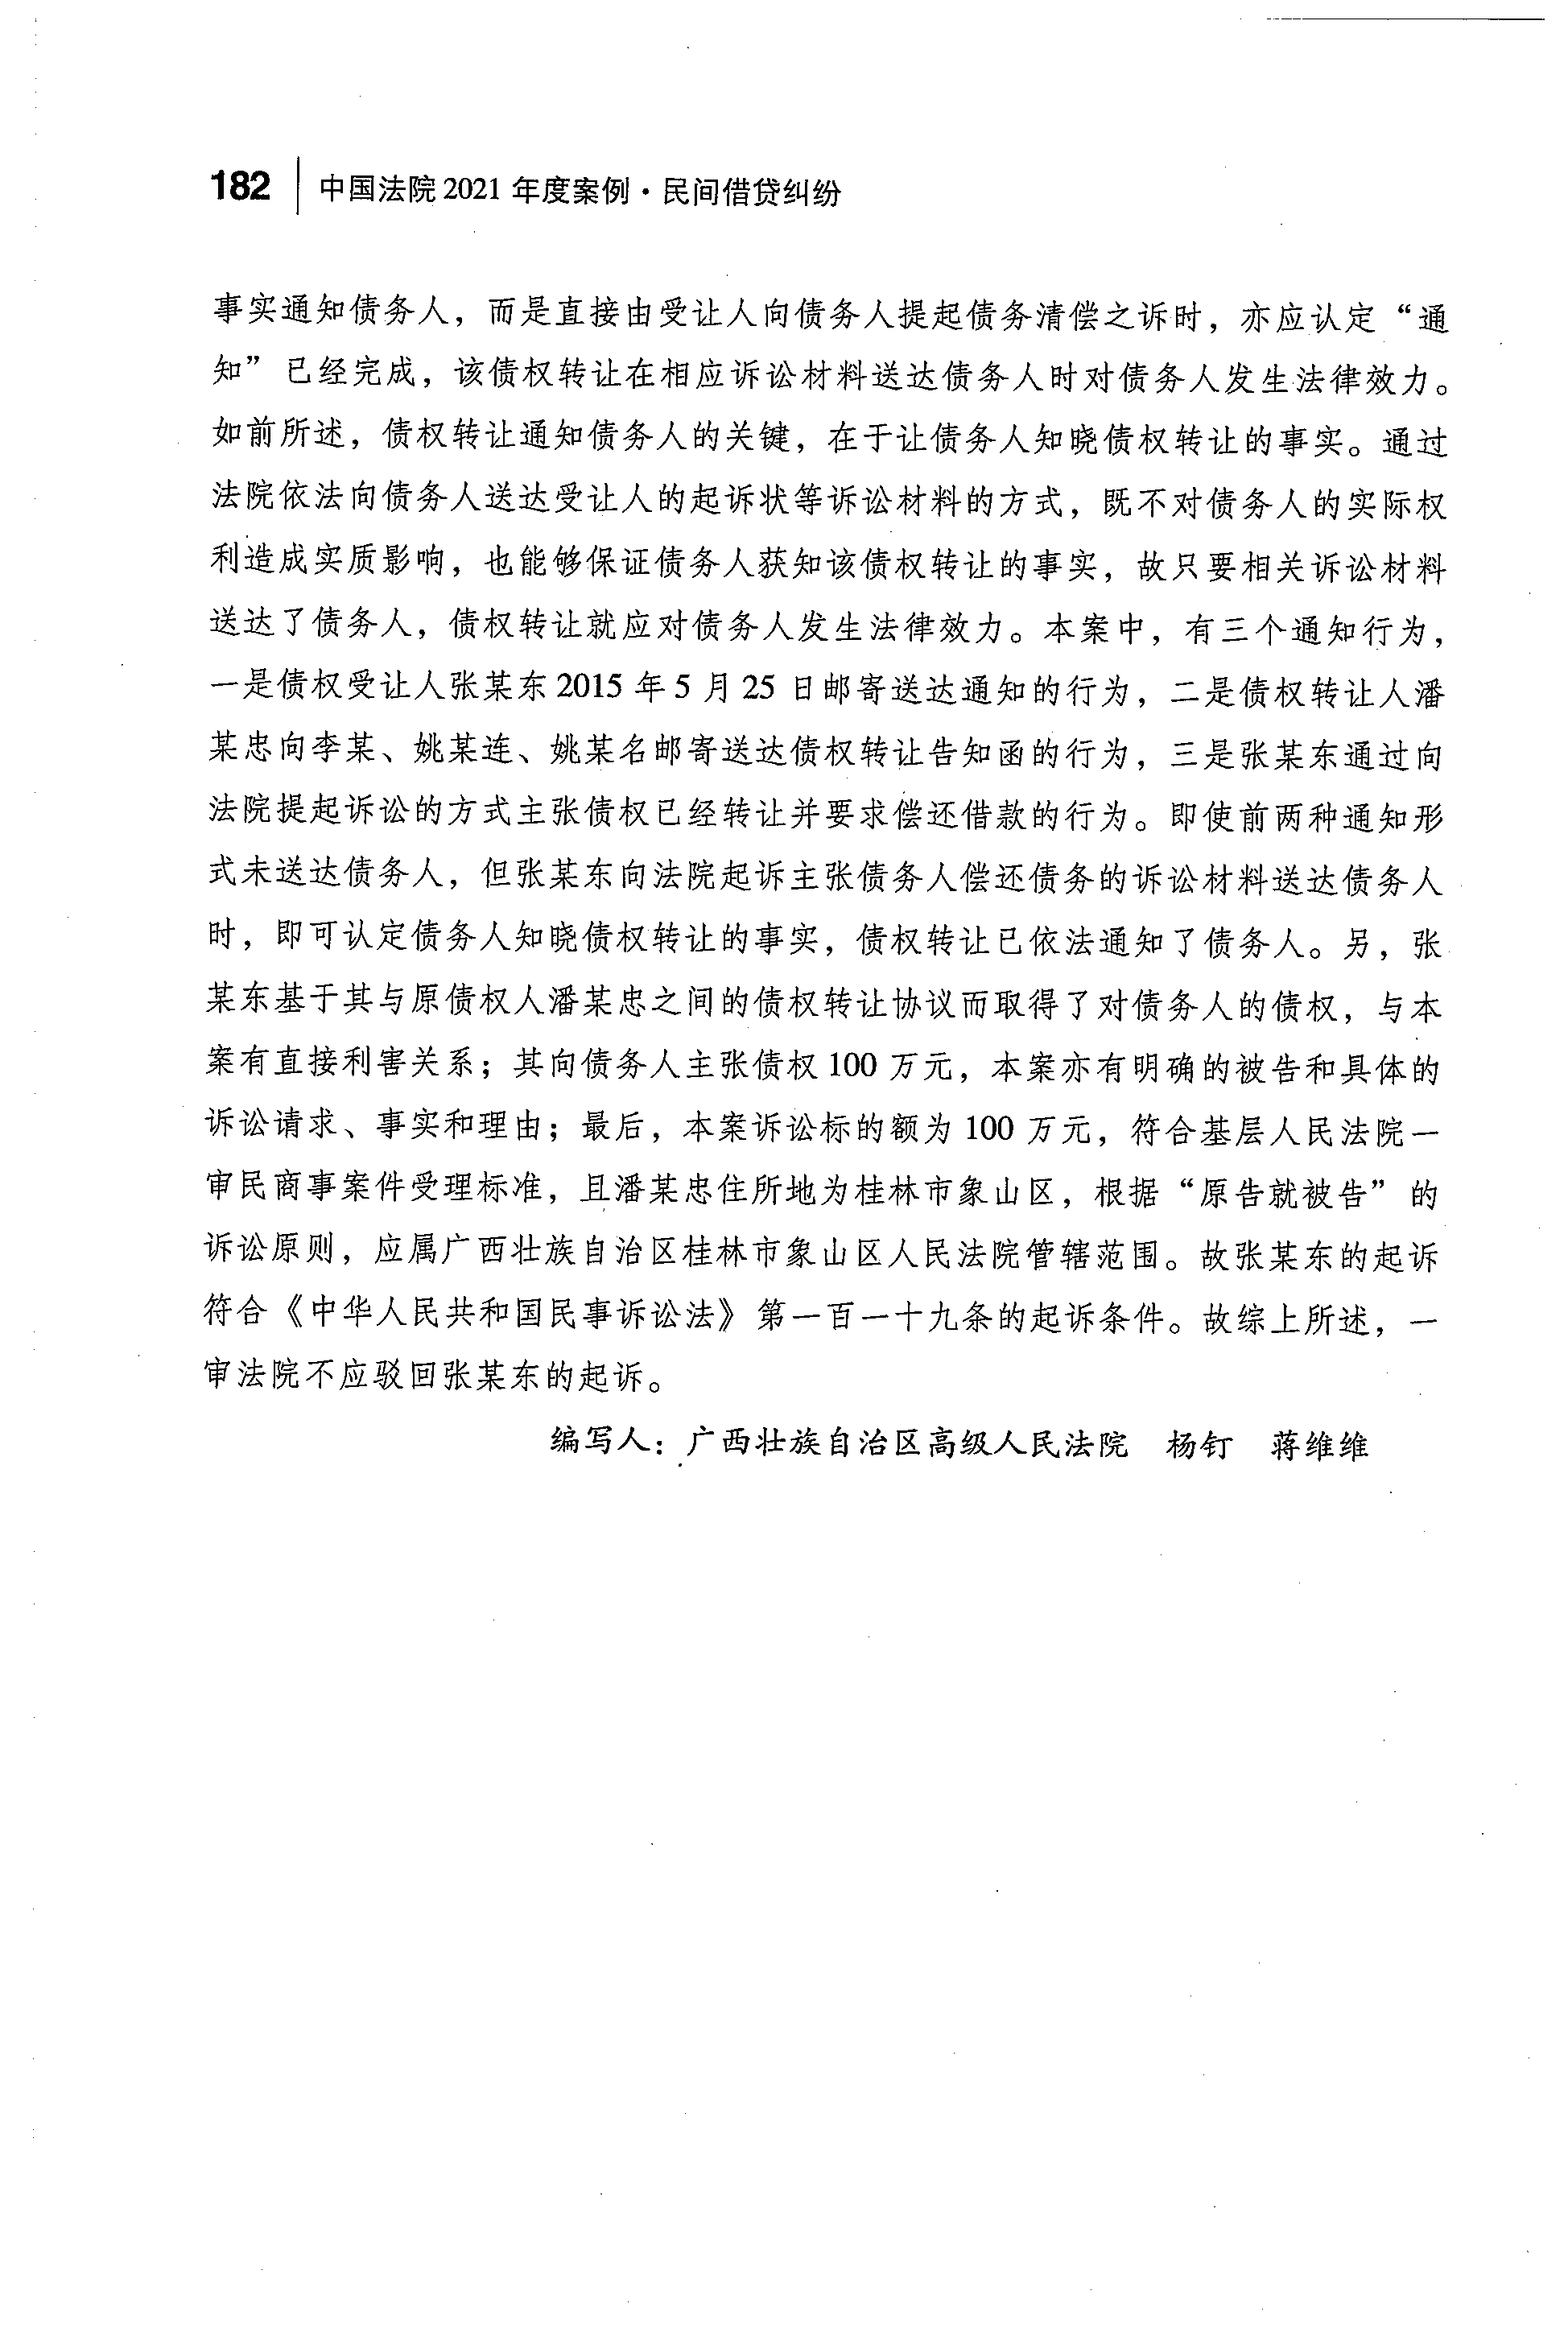 182 中国法院2021年度案例·民间借贷纠纷
事实通知债务人，而是直接由受让人向债务人提起债务清偿之诉时，亦应认定“通
知”已经完成，该债权转让在相应诉讼材料送达债务人时对债务人发生法律效力。
如前所述，债权转让通知债务人的关键，在于让债务人知晓债权转让的事实。通过
法院依法向债务人送达受让人的起诉状等诉讼材料的方式，既不对债务人的实际权
利造成实质影响，也能够保证债务人获知该债权转让的事实，故只要相关诉讼材料
送达了债务人，债权转让就应对债务人发生法律效力。本案中，有三个通知行为，
一是债权受让人张某东2015年5月25日邮寄送达通知的行为，二是债权转让人潘
某忠向李某、姚某连、姚某名邮寄送达债权转让告知函的行为，三是张某东通过向
法院提起诉讼的方式主张债权已经转让并要求偿还借款的行为。即使前两种通知形
式未送达债务人，但张某东向法院起诉主张债务人偿还债务的诉讼材料送达债务人
时，即可认定债务人知晓债权转让的事实，债权转让已依法通知了债务人。另，张
某东基于其与原债权人潘某忠之间的债权转让协议而取得了对债务人的债权，与本
案有直接利害关系；其向债务人主张债权100万元，本案亦有明确的被告和具体的
诉讼请求、事实和理由；最后，本案诉讼标的额为100万元，符合基层人民法院一
审民商事案件受理标准，且潘某忠住所地为桂林市象山区，根据“原告就被告”的
诉讼原则，应属广西壮族自治区桂林市象山区人民法院管辖范围。故张某东的起诉
符合《中华人民共和国民事诉讼法》第一百一十九条的起诉条件。故综上所述，一
审法院不应驳回张某东的起诉。
编写人：广西壮族自治区高级人民法院 杨钉 蒋维维